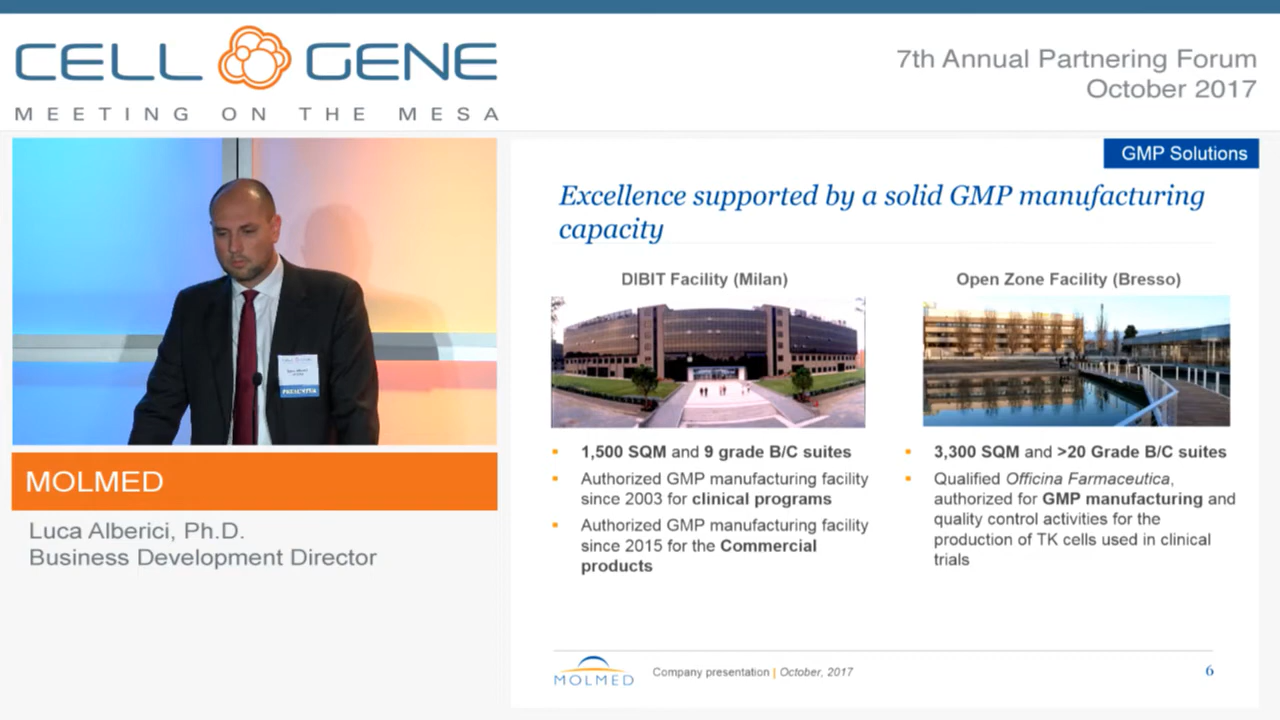 CELL GENE
MEETING ON THE MESA
7th Annual Partnering Forum
October 2017
GMP Solutions
Excellence supported by a solid GMP manufacturing
capacity
DIBIT Facility (Milan)
1,500 SQM and 9 grade B/C suites
Authorized GMP manufacturing facility
since 2003 for clinical programs
Authorized GMP manufacturing facility
since 2015 for the Commercial
products
Open Zone Facility (Bresso)
3,300 SQM and >20 Grade B/C suites
Qualified Officina Farmaceutica,
authorized for GMP manufacturing and
quality control activities for the
production of TK cells used in clinical
trials
MOLMED
Company presentation | October, 2017
6
PRESENTER
MOLMED
Luca Alberici, Ph.D.
Business Development Director